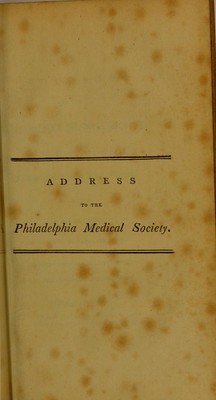 ADDRESS
TO THE
Philadelphia Medical Society.